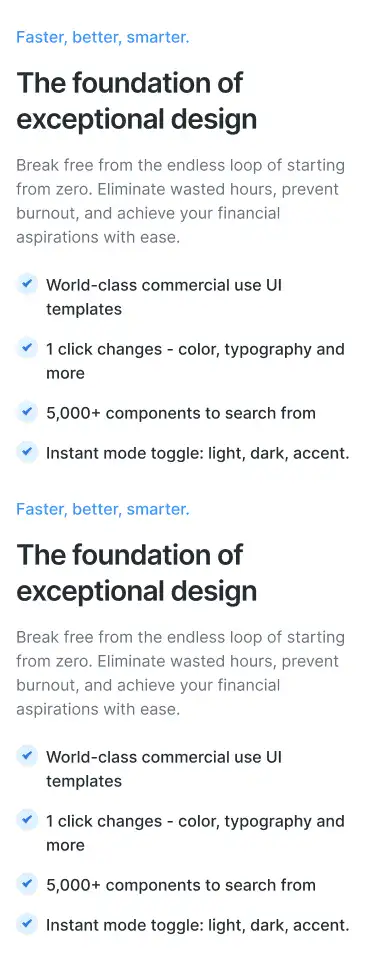 Faster, better, smarter.
The foundation of
exceptional design
Break free from the endless loop of starting
from zero. Eliminate wasted hours, prevent
burnout, and achieve your financial
aspirations with ease.
World-class commercial use UI
templates
1 click changes - color, typography and
more
5,000+ components to search from
Instant mode toggle: light, dark, accent.
Faster, better, smarter.
The foundation of
exceptional design
Break free from the endless loop of starting
from zero. Eliminate wasted hours, prevent
burnout, and achieve your financial
aspirations with ease.
World-class commercial use UI
templates
1 click changes - color, typography and
more
5,000+ components to search from
Instant mode toggle: light, dark, accent.